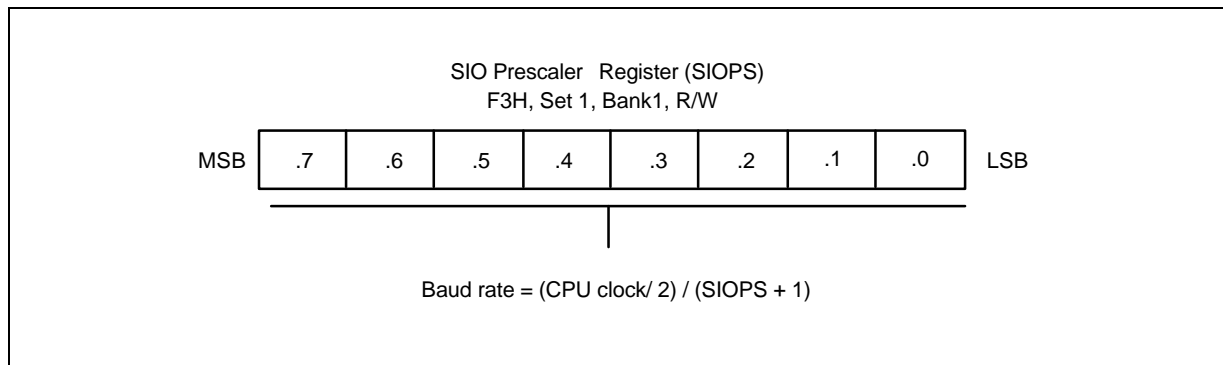 SIO Prescaler Register (SIOPS)
F3H, Set 1, Bank1, R/W
MSB .7 .6 .5 .4 .3 .2 .1 .0 LSB
Baud rate = (CPU clock/ 2) / (SIOPS + 1)